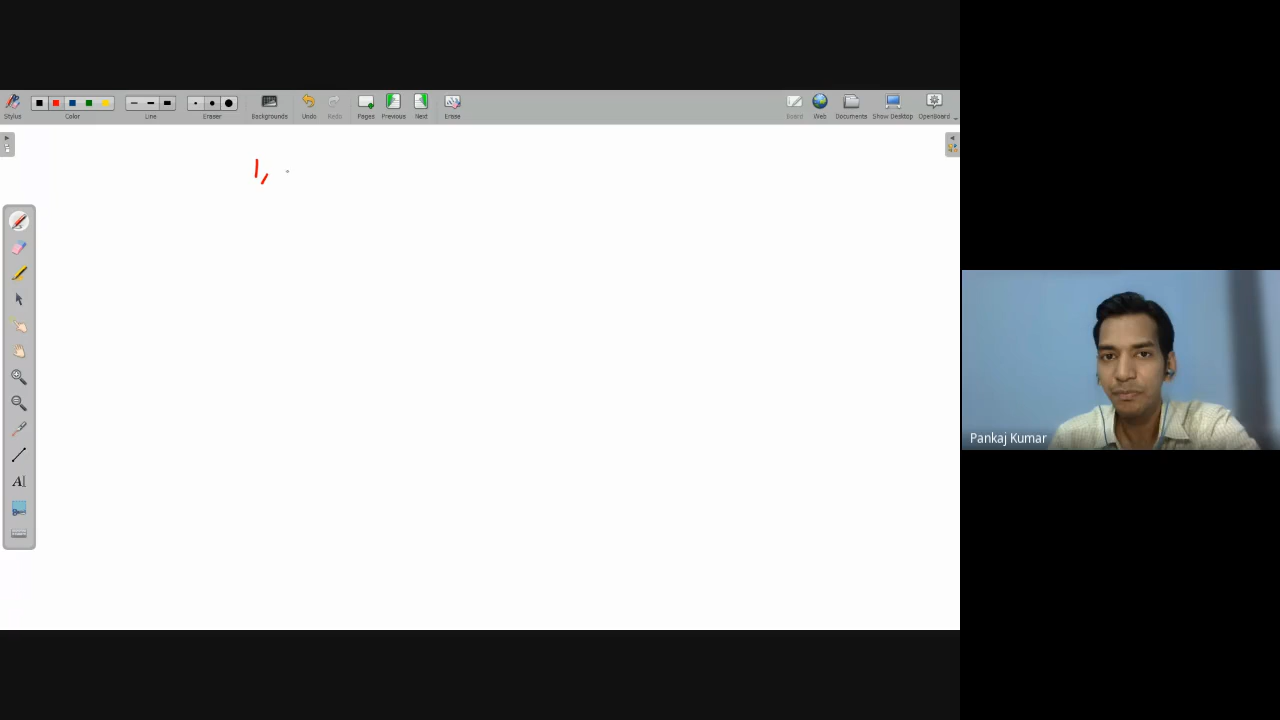 Stylus Color Line Eraser Backgrounds Undo Redo Pages Previous Next Erase Board Web Documents Show Desktop OpenBoard
1,
Pankaj Kumar